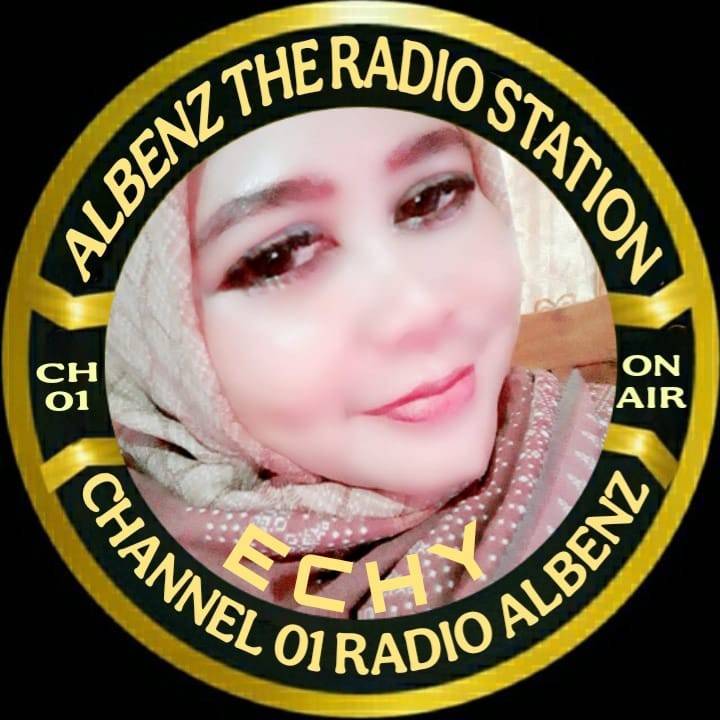 ALBENZ THE RADIO STATION
CH
01
ON
AIR
ECHY
CHANNEL 01 RADIO ALBENZ